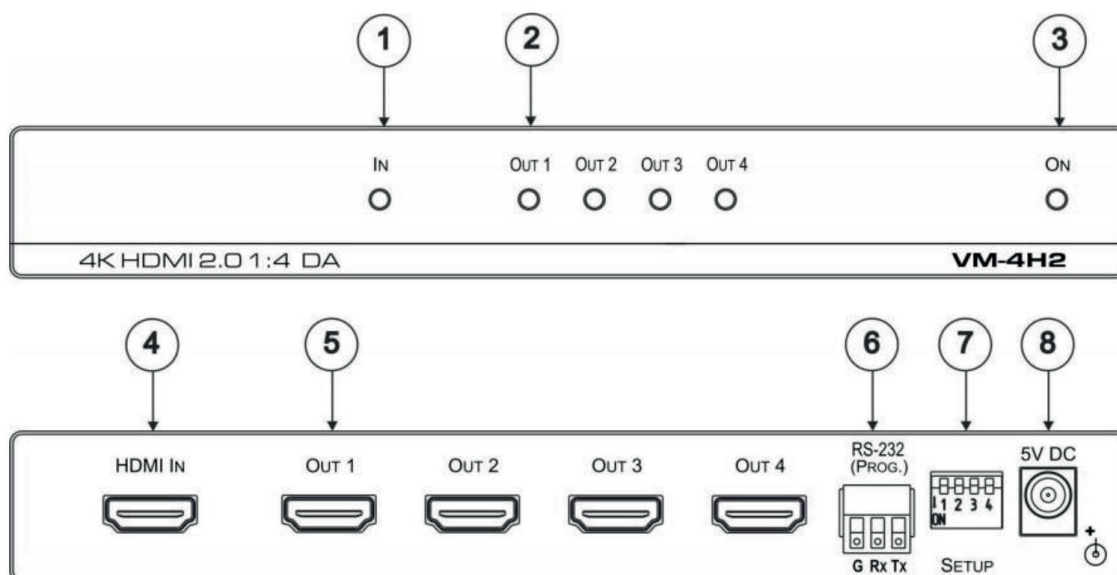 1 2 3
IN OUT 1 OUT 2 OUT 3 OUT 4 ON
4K HDMI 2.0 1:4 DA VM-4H2
4 5 6 7 8
HDMI IN OUT 1 OUT 2 OUT 3 OUT 4 RS-232 5V DC
(PROG.)
1 2 3 4
ON
+
G Rx Tx SETUP